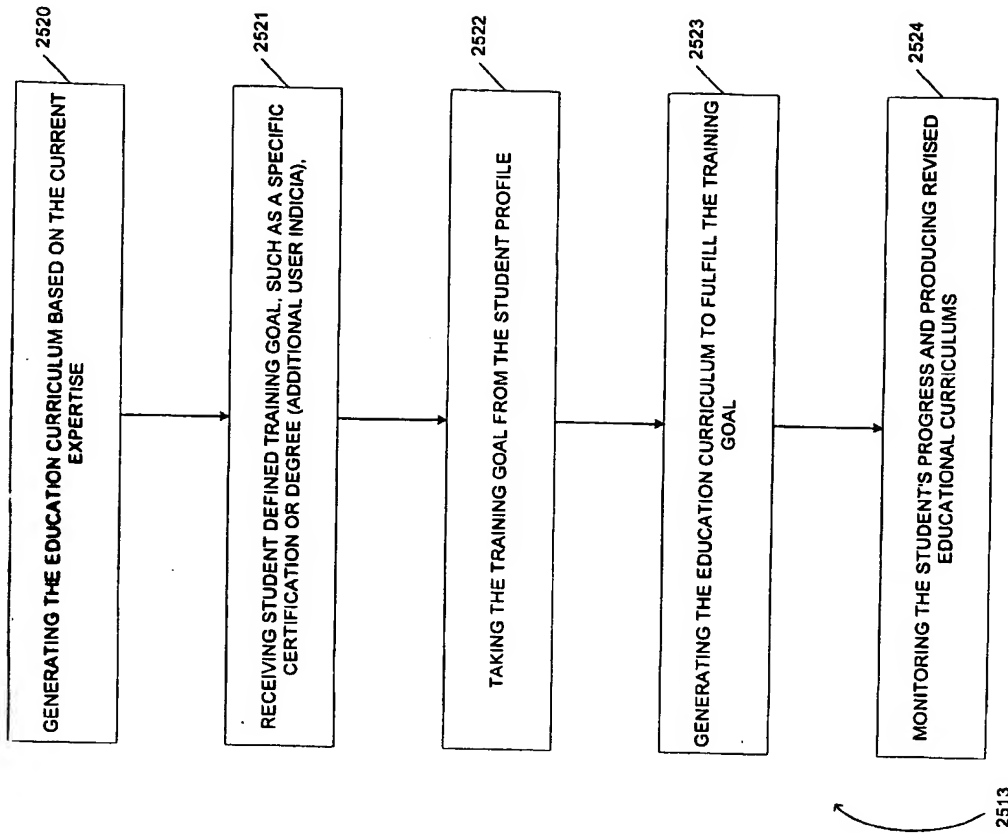 GENERATING THE EDUCATION CURRICULUM BASED ON THE CURRENT
EXPERTISE
2520
RECEIVING STUDENT DEFINED TRAINING GOAL, SUCH AS A SPECIFIC
CERTIFICATION OR DEGREE (ADDITIONAL USER INDICIA),
2521
TAKING THE TRAINING GOAL FROM THE STUDENT PROFILE
2522
GENERATING THE EDUCATION CURRICULUM TO FULFILL THE TRAINING
GOAL
2523
MONITORING THE STUDENT'S PROGRESS AND PRODUCING REVISED
EDUCATIONAL CURRICULUMS
2524
2513